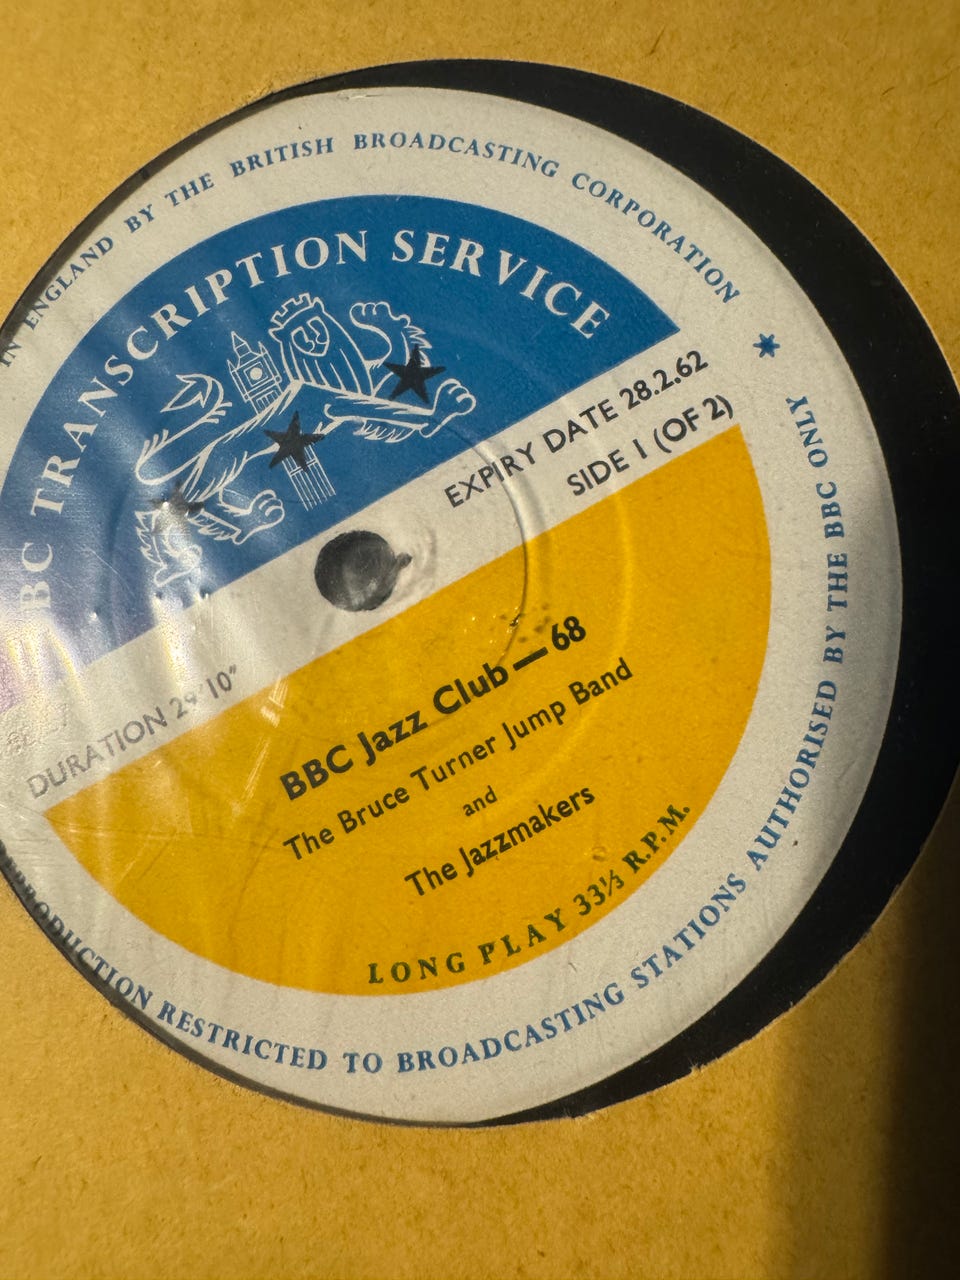 IN ENGLAND BY THE BRITISH BROADCASTING CORPORATION
BBC TRANSCRIPTION SERVICE
EXPIRY DATE 28.2.62
SIDE 1 (OF 2)
DURATION 29' 10"
BBC Jazz Club — 68
The Bruce Turner Jump Band
and
The Jazzmakers
LONG PLAY 33⅓ R.P.M.
REPRODUCTION RESTRICTED TO BROADCASTING STATIONS AUTHORISED BY THE BBC ONLY